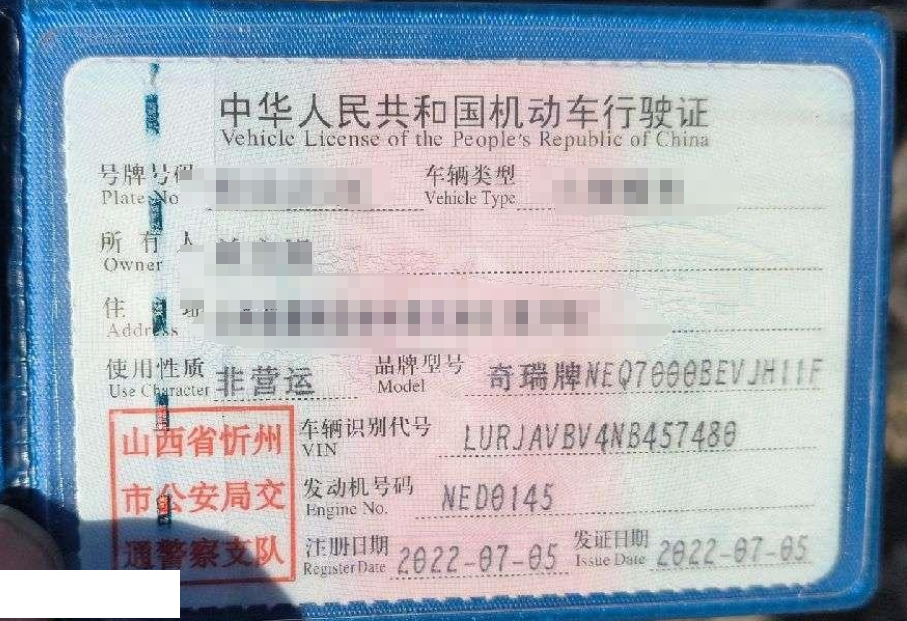 中华人民共和国机动车行驶证
Vehicle License of the People's Republic of China
号牌号码 车辆类型
Plate No Vehicle Type
所有人
Owner
住址
Address
使用性质 非营运 品牌型号 奇瑞牌NEQ7000BEVJH11F
Use Character Model
山西省忻州
市公安局交
通警察支队
车辆识别代号 LURJAVBV4NB457480
VIN
发动机号码 NED0145
Engine No.
注册日期 2022-07-05 发证日期 2022-07-05
Register Date Issue Date